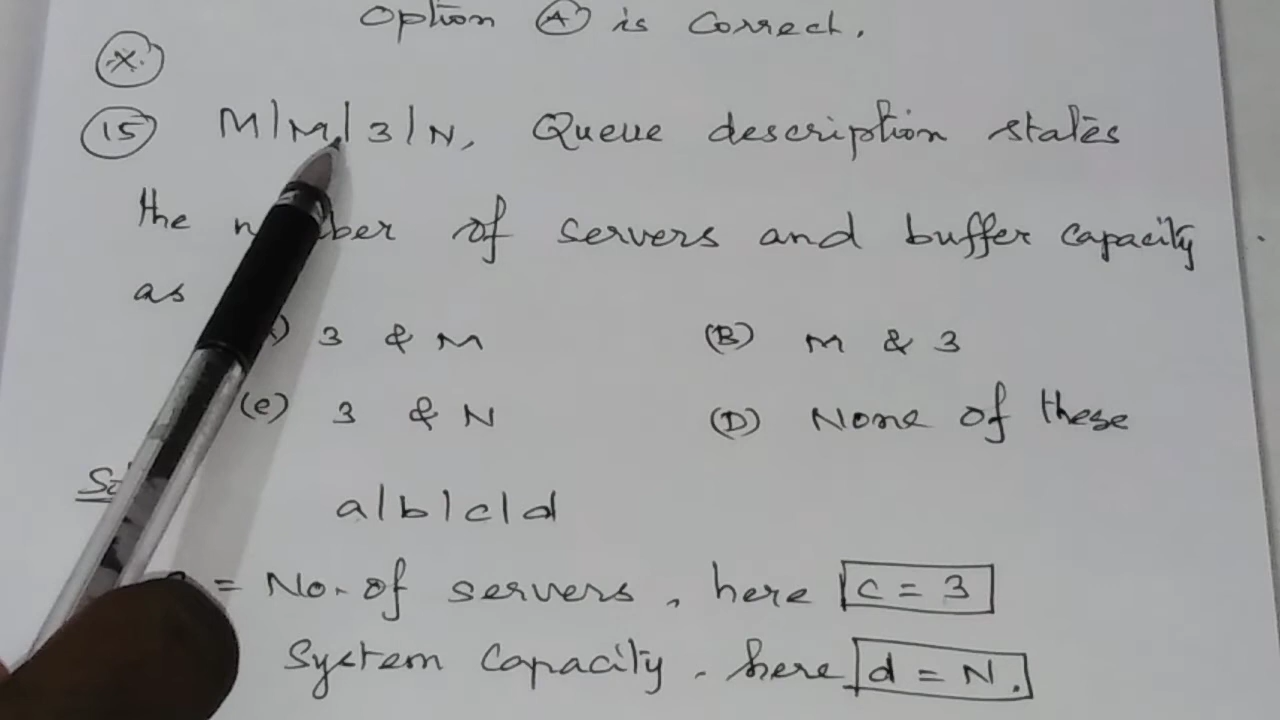 Option (A) is Correct.
(*)
(15) M|M|3|N, Queue description states
the of servers and buffer capacity
as
3 & M (B) M & 3
(c) 3 & N (D) None of these
a|b|c|d
= No. of servers, here c = 3
System Capacity, here d = N.